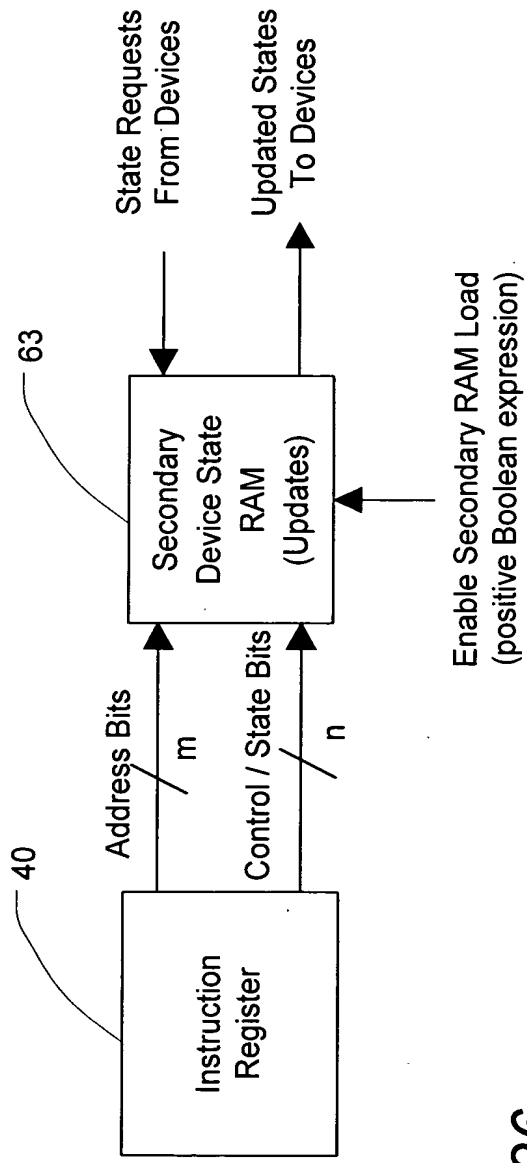 40
63
Instruction
Register
Address Bits
m
Control / State Bits
n
Secondary
Device State
RAM
(Updates)
State Requests
From Devices
Updated States
To Devices
Enable Secondary RAM Load
(positive Boolean expression)